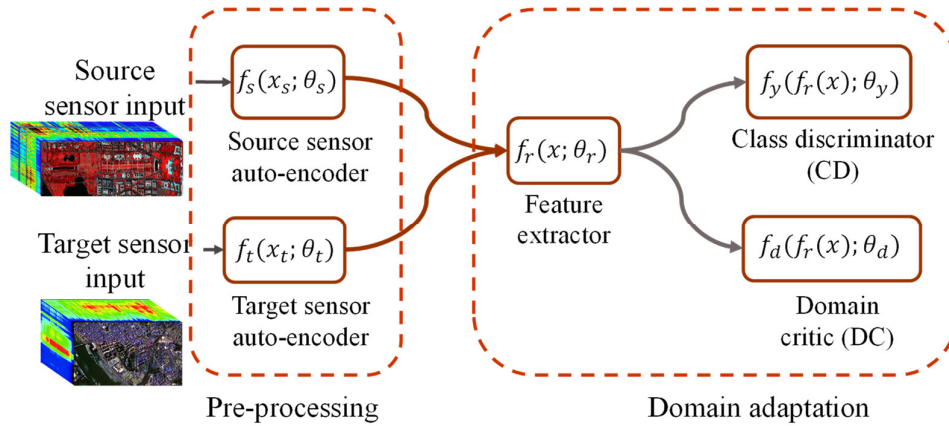 Source
sensor input
f_s(x_s; θ_s)
Source sensor
auto-encoder
Target sensor
input
f_t(x_t; θ_t)
Target sensor
auto-encoder
Pre-processing
f_r(x; θ_r)
Feature
extractor
f_y(f_r(x); θ_y)
Class discriminator
(CD)
f_d(f_r(x); θ_d)
Domain
critic (DC)
Domain adaptation